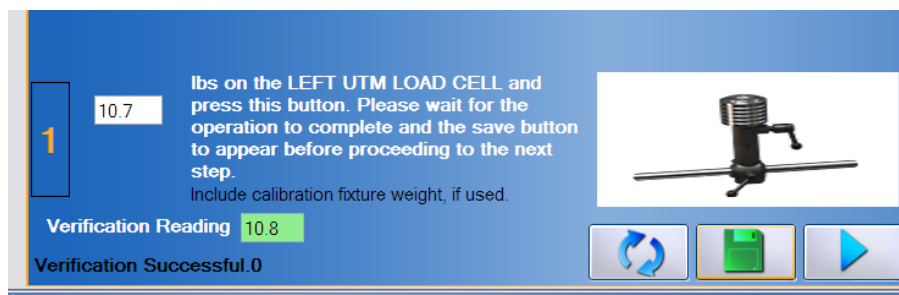 1
10.7
lbs on the LEFT UTM LOAD CELL and
press this button. Please wait for the
operation to complete and the save button
to appear before proceeding to the next
step.
Include calibration fixture weight, if used.
Verification Reading 10.8
Verification Successful.0